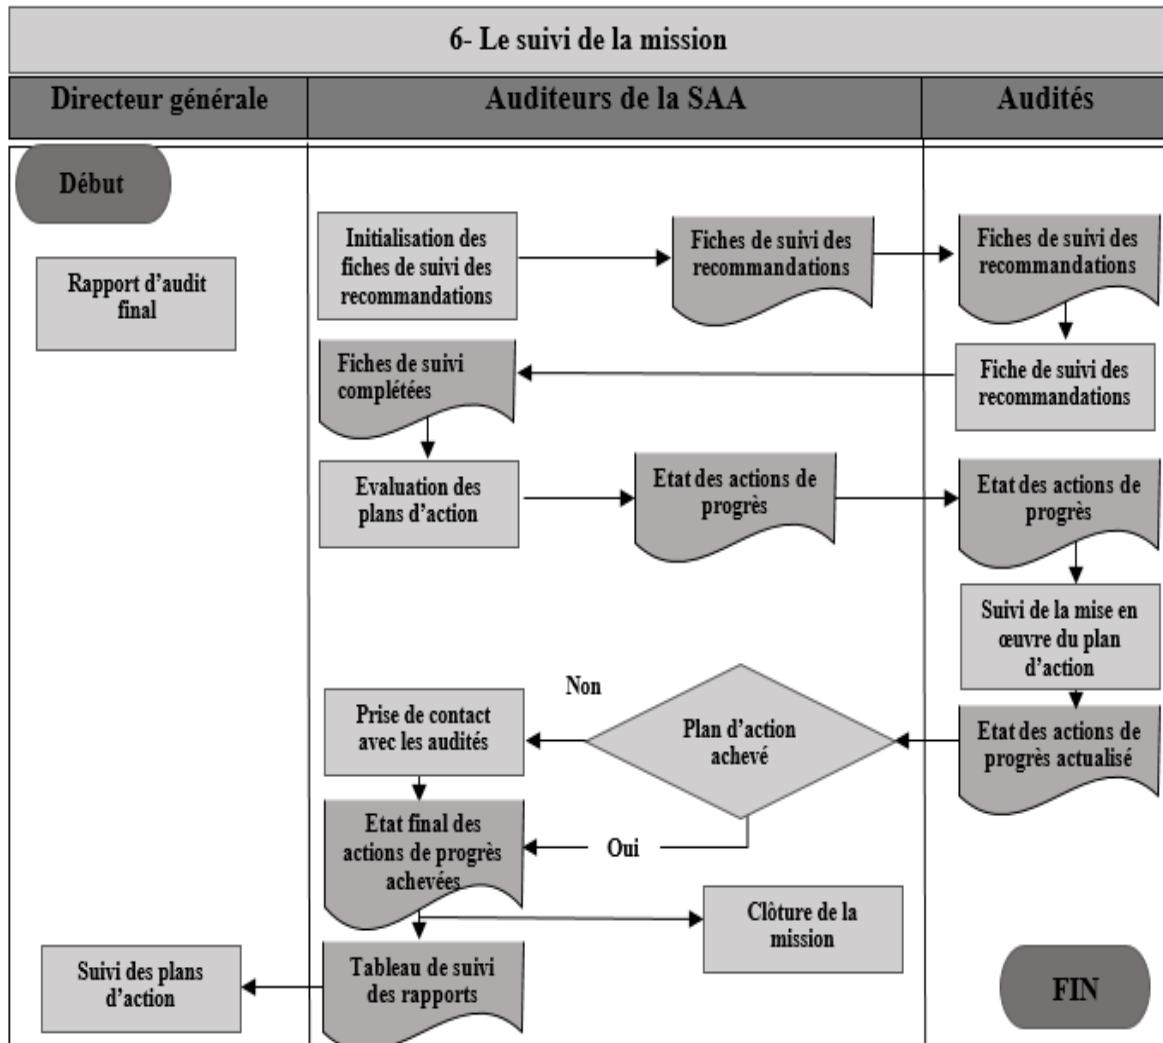 6- Le suivi de la mission
Directeur générale
Auditeurs de la SAA
Audités
Début
Rapport d’audit
final
Initialisation des
fiches de suivi des
recommandations
Fiches de suivi des
recommandations
Fiches de suivi des
recommandations
Fiches de suivi
complétées
Fiche de suivi des
recommandations
Evaluation des
plans d’action
Etat des actions de
progrès
Etat des actions de
progrès
Suivi de la mise en
œuvre du plan
d’action
Non
Prise de contact
avec les audités
Plan d’action
achevé
Etat des actions de
progrès actualisé
Etat final des
actions de progrès
achevées
Oui
Clôture de la
mission
Suivi des plans
d’action
Tableau de suivi
des rapports
FIN